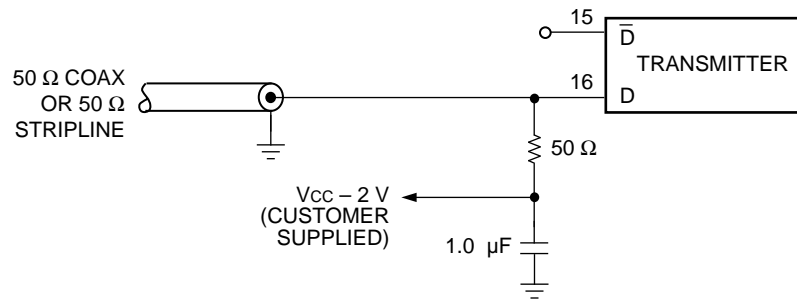 15
D̅
TRANSMITTER
50 Ω COAX
OR 50 Ω
STRIPLINE
16
D
50 Ω
VCC – 2 V
(CUSTOMER
SUPPLIED)
1.0 µF